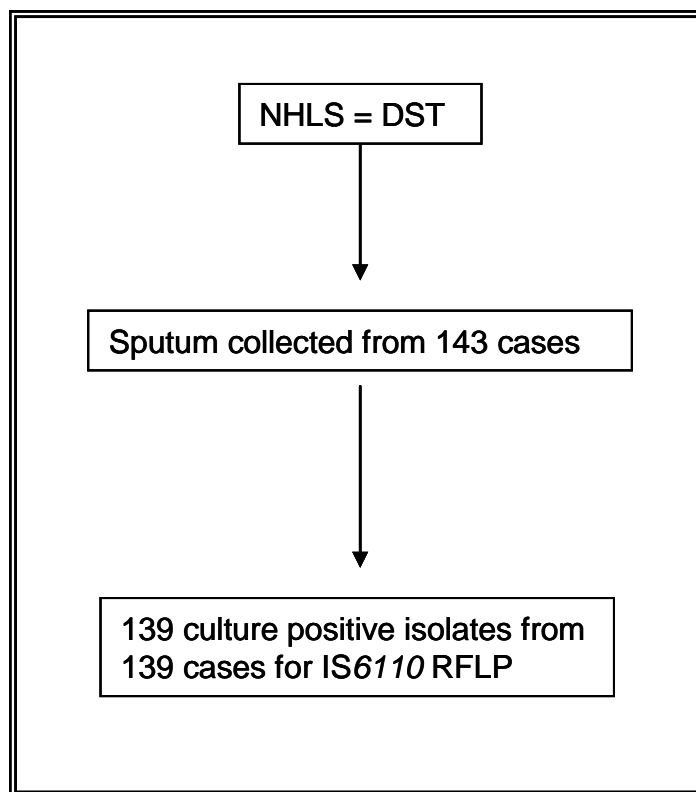 NHLS = DST
Sputum collected from 143 cases
139 culture positive isolates from
139 cases for IS6110 RFLP